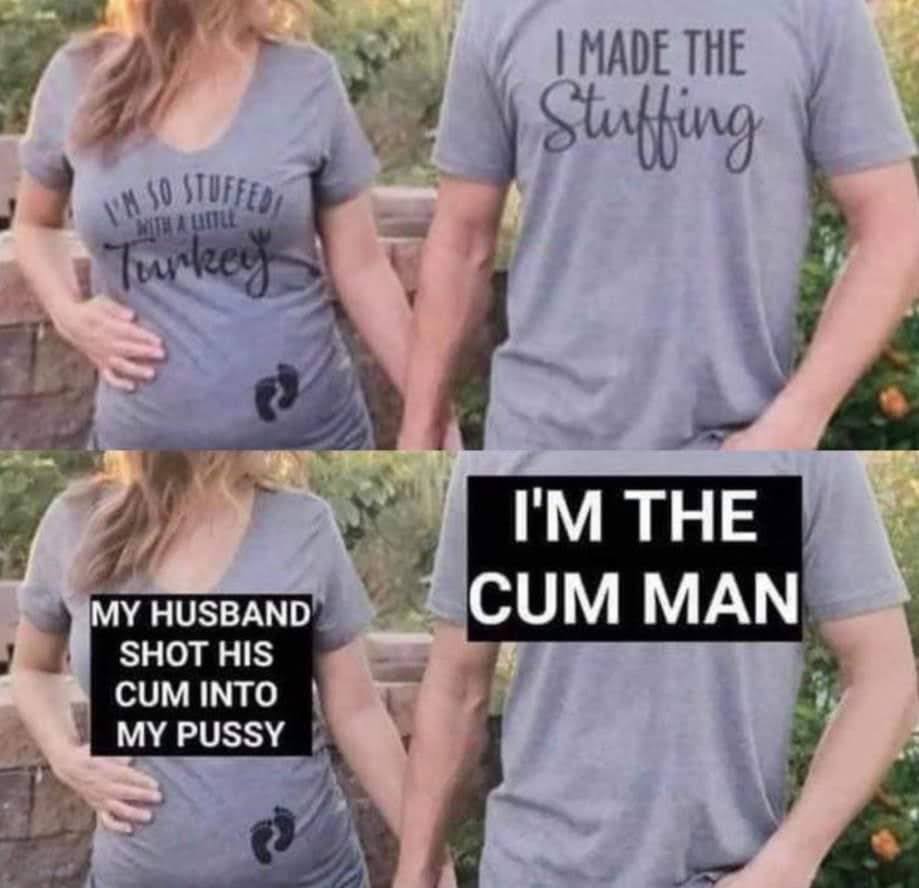 I'M SO STUFFED!
WITH A LITTLE
Turkey
I MADE THE
Stuffing
MY HUSBAND
SHOT HIS
CUM INTO
MY PUSSY
I'M THE
CUM MAN